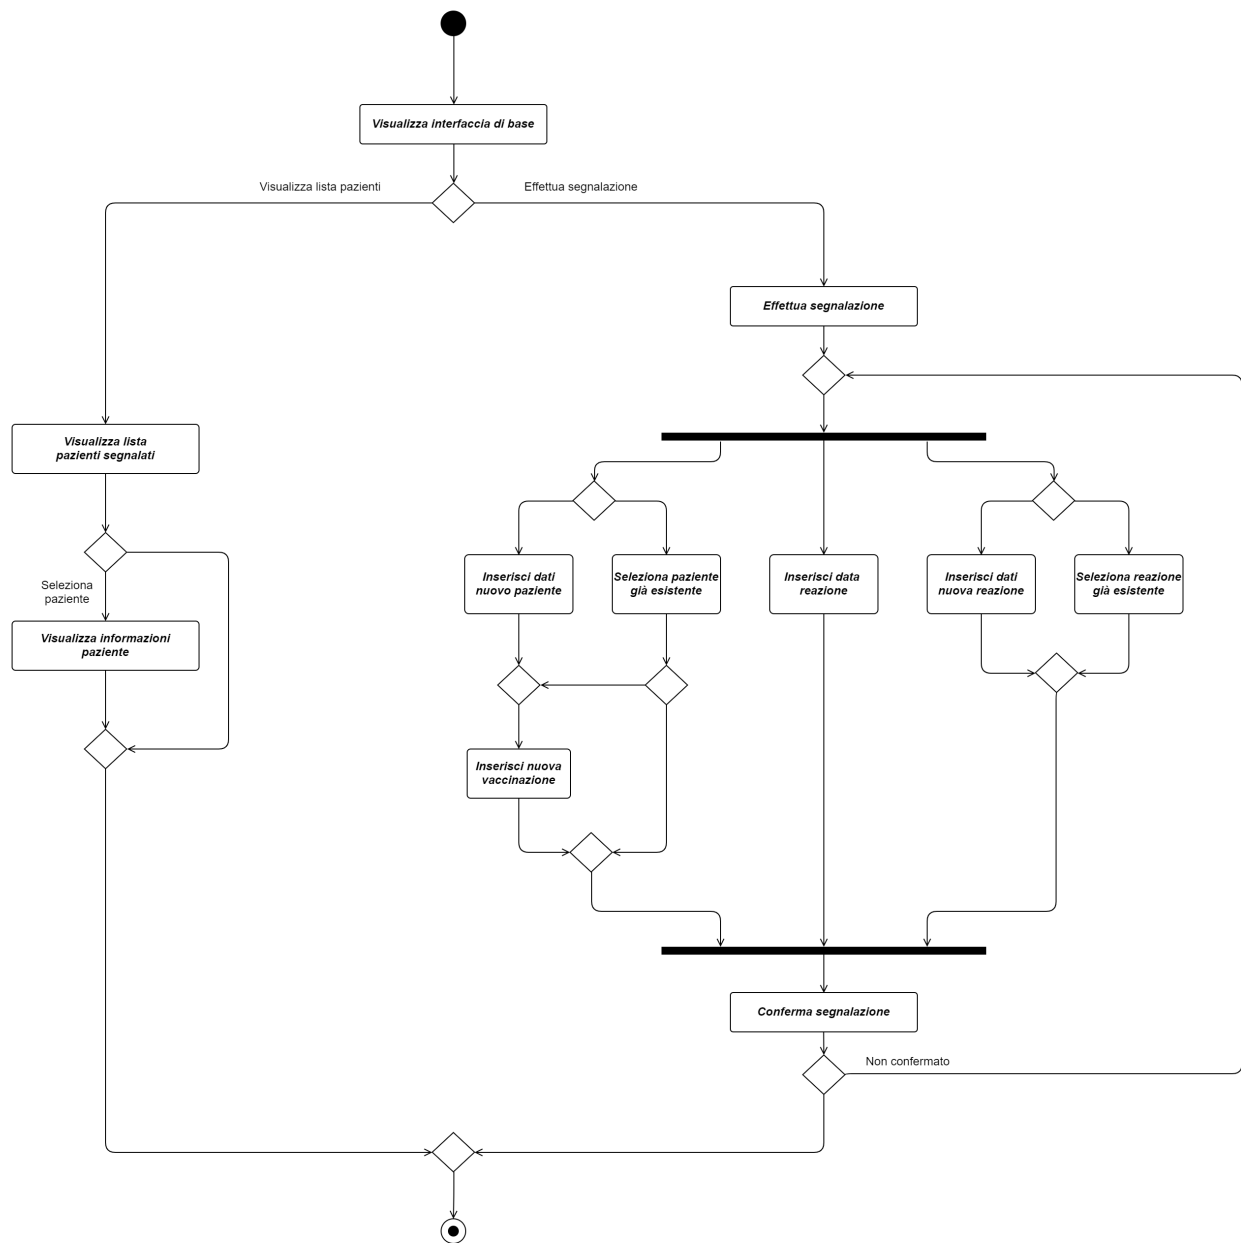 Visualizza interfaccia di base
Visualizza lista pazienti
Effettua segnalazione
Effettua segnalazione
Visualizza lista
pazienti segnalati
Seleziona
paziente
Visualizza informazioni
paziente
Inserisci dati
nuovo paziente
Seleziona paziente
già esistente
Inserisci data
reazione
Inserisci dati
nuova reazione
Seleziona reazione
già esistente
Inserisci nuova
vaccinazione
Conferma segnalazione
Non confermato